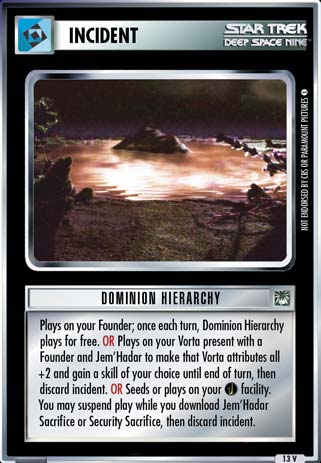 INCIDENT
STAR TREK
DEEP SPACE NINE
NOT ENDORSED BY CBS OR PARAMOUNT PICTURES
DOMINION HIERARCHY
Plays on your Founder; once each turn, Dominion Hierarchy
plays for free. OR Plays on your Vorta present with a
Founder and Jem'Hadar to make that Vorta attributes all
+2 and gain a skill of your choice until end of turn, then
discard incident. OR Seeds or plays on your facility.
You may suspend play while you download Jem'Hadar
Sacrifice or Security Sacrifice, then discard incident.
13 V